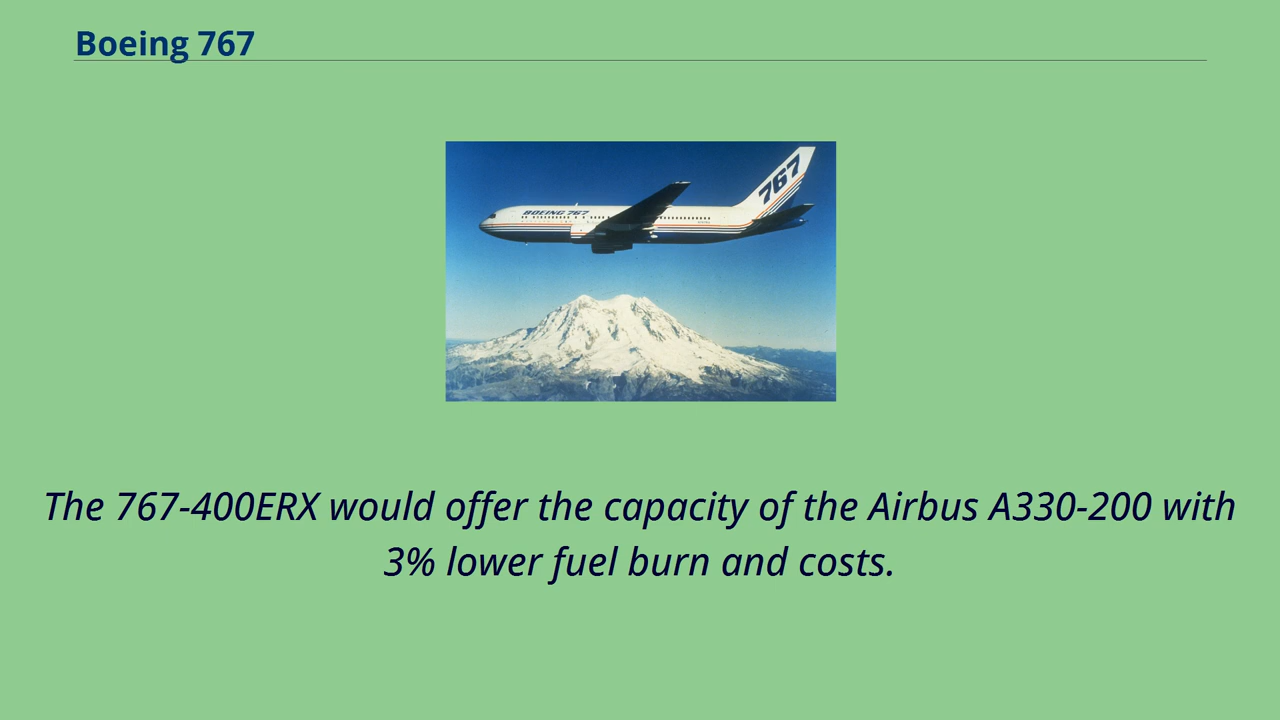 Boeing 767
767
BOEING 767
The 767-400ERX would offer the capacity of the Airbus A330-200 with
3% lower fuel burn and costs.